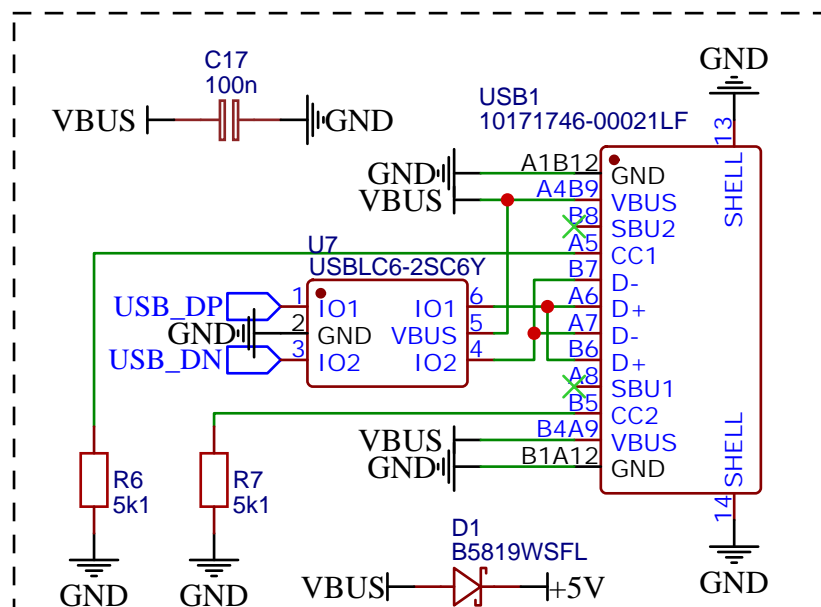 C17
100n
VBUS
GND
GND
USB1
10171746-00021LF
13
SHELL
GND
A1B12
GND
VBUS
A4B9
VBUS
B8
SBU2
A5
CC1
B7
D-
A6
D+
A7
D-
B6
D+
A8
SBU1
B5
CC2
VBUS
B4A9
VBUS
GND
B1A12
GND
SHELL
14
GND
U7
USBLC6-2SC6Y
USB_DP
1
IO1
IO1
6
GND
2
GND
VBUS
5
USB_DN
3
IO2
IO2
4
R6
5k1
GND
R7
5k1
GND
D1
B5819WSFL
VBUS
+5V